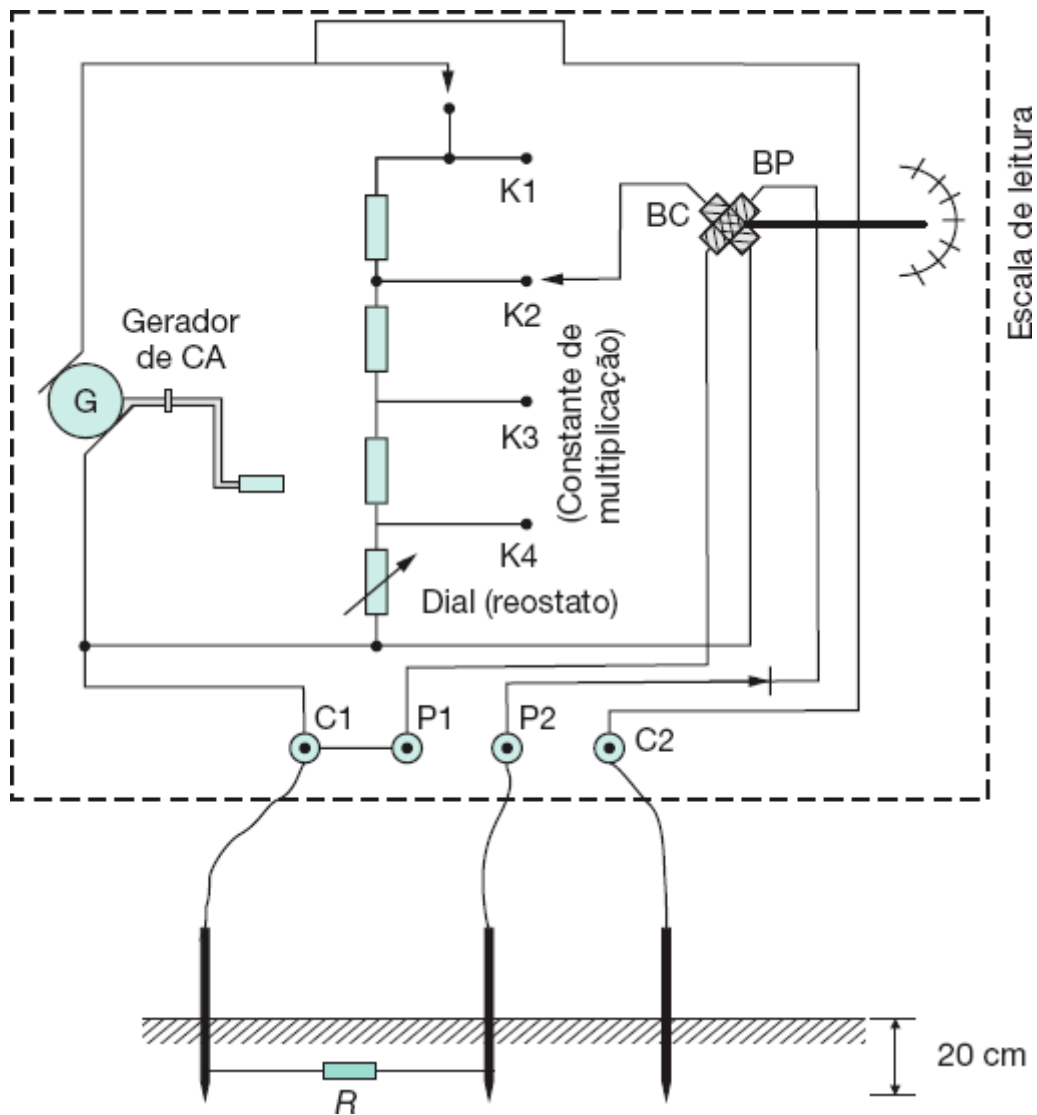 K1
BP
BC
Escala de leitura
K2
Gerador
de CA
G
K3
(Constante de
multiplicação)
K4
Dial (reostato)
C1
P1
P2
C2
20 cm
R